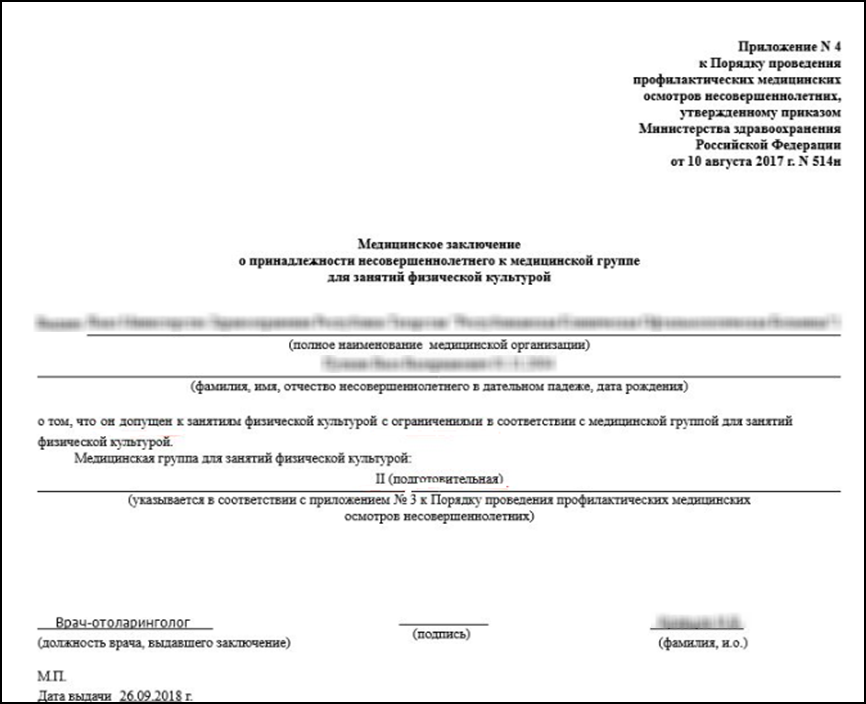 Приложение N 4
к Порядку проведения
профилактических медицинских
осмотров несовершеннолетних,
утвержденному приказом
Министерства здравоохранения
Российской Федерации
от 10 августа 2017 г. N 514н
Медицинское заключение
о принадлежности несовершеннолетнего к медицинской группе
для занятий физической культурой
(полное наименование медицинской организации)
(фамилия, имя, отчество несовершеннолетнего в дательном падеже, дата рождения)
о том, что он допущен к занятиям физической культурой с ограничениями в соответствии с медицинской группой для занятий
физической культурой.
Медицинская группа для занятий физической культурой:
II (подготовительная)
(указывается в соответствии с приложением № 3 к Порядку проведения профилактических медицинских
осмотров несовершеннолетних)
Врач-отоларинголог
(должность врача, выдавшего заключение) (подпись) (фамилия, и.о.)
М.П.
Дата выдачи 26.09.2018 г.